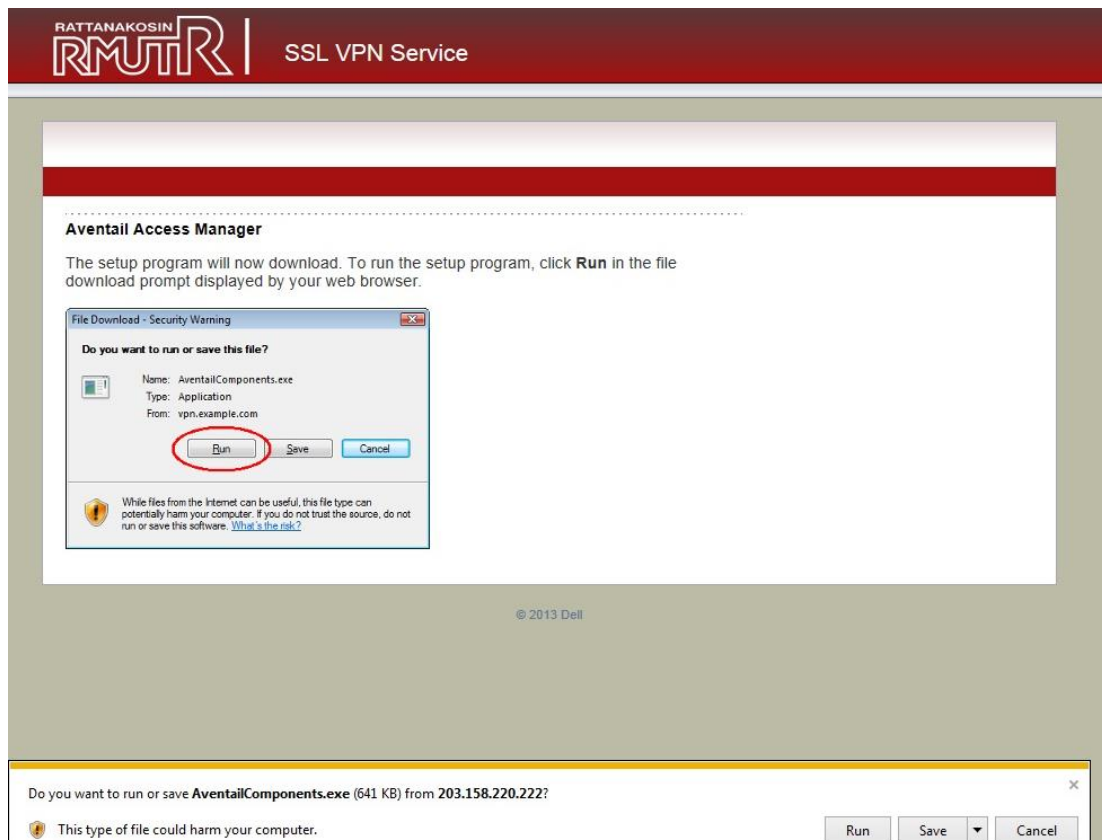 RATTANAKOSIN
RMUTR
SSL VPN Service
Aventail Access Manager
The setup program will now download. To run the setup program, click Run in the file
download prompt displayed by your web browser.
File Download - Security Warning
Do you want to run or save this file?
Name: AventailComponents.exe
Type: Application
From: vpn.example.com
Run Save Cancel
While files from the Internet can be useful, this file type can
potentially harm your computer. If you do not trust the source, do not
run or save this software. What's the risk?
© 2013 Dell
Do you want to run or save AventailComponents.exe (641 KB) from 203.158.220.222?
This type of file could harm your computer.
Run Save Cancel